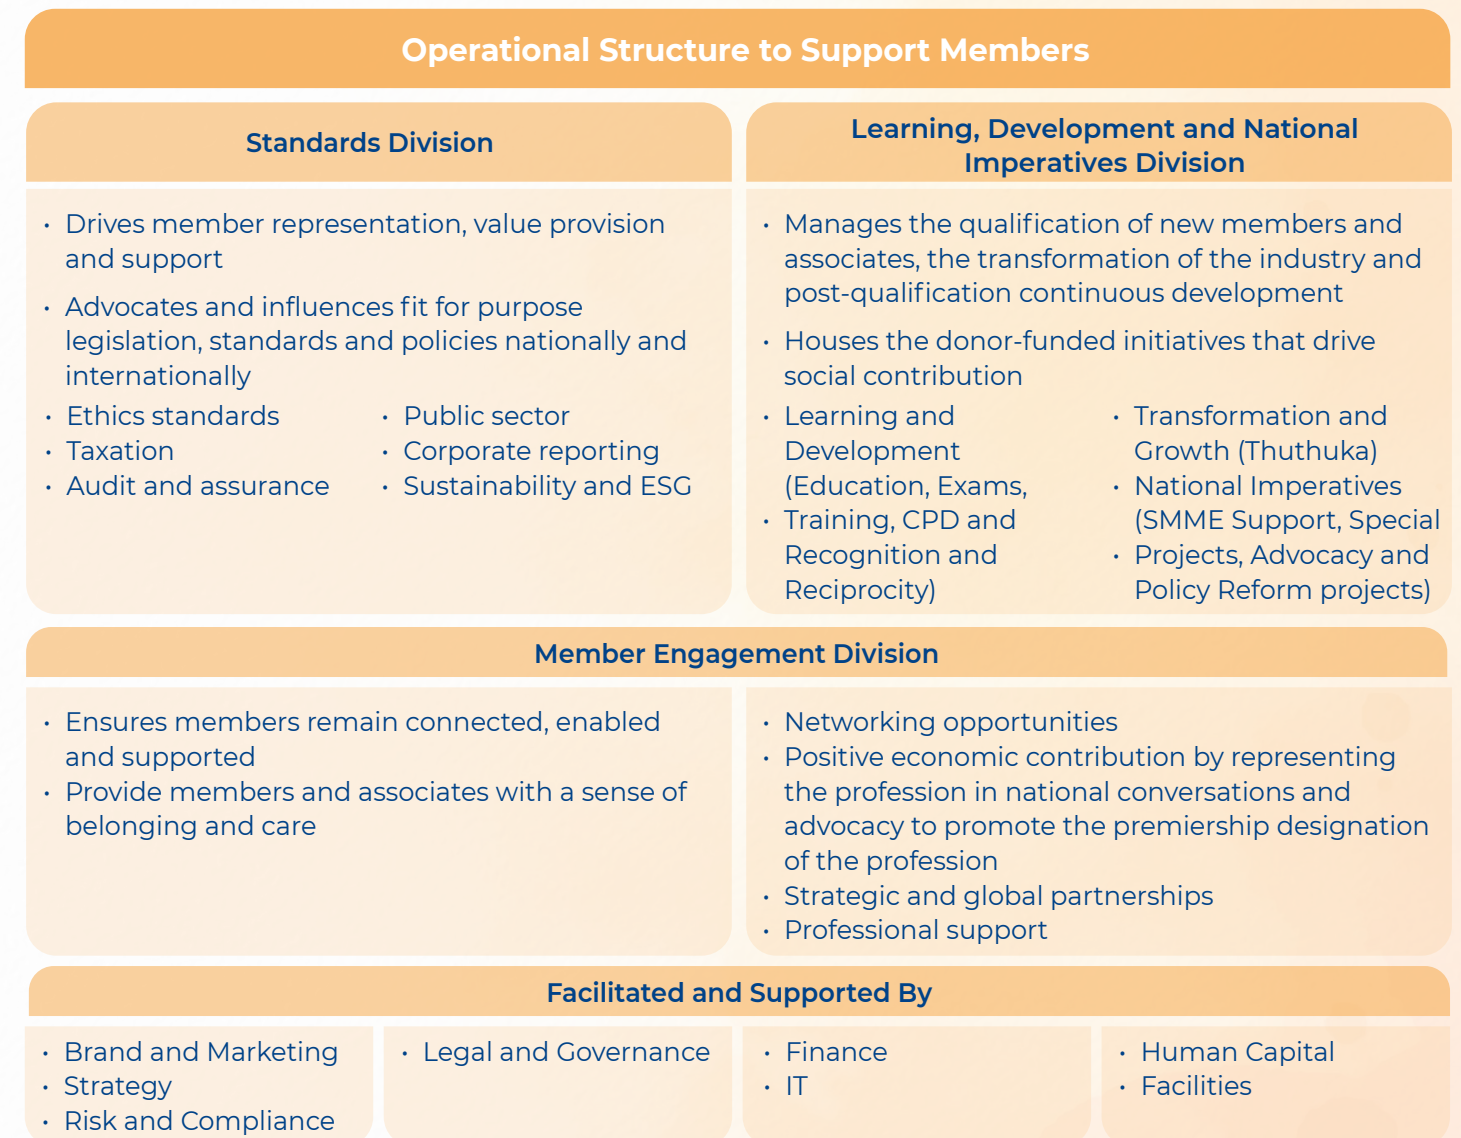 Operational Structure to Support Members
Standards Division
• Drives member representation, value provision
and support
• Advocates and influences fit for purpose
legislation, standards and policies nationally and
internationally
• Ethics standards
• Taxation
• Audit and assurance
• Public sector
• Corporate reporting
• Sustainability and ESG
Learning, Development and National
Imperatives Division
• Manages the qualification of new members and
associates, the transformation of the industry and
post-qualification continuous development
• Houses the donor-funded initiatives that drive
social contribution
• Learning and
Development
(Education, Exams,
• Training, CPD and
Recognition and
Reciprocity)
• Transformation and
Growth (Thuthuka)
• National Imperatives
(SMME Support, Special
• Projects, Advocacy and
Policy Reform projects)
Member Engagement Division
• Ensures members remain connected, enabled
and supported
• Provide members and associates with a sense of
belonging and care
• Networking opportunities
• Positive economic contribution by representing
the profession in national conversations and
advocacy to promote the premiership designation
of the profession
• Strategic and global partnerships
• Professional support
Facilitated and Supported By
• Brand and Marketing
• Strategy
• Risk and Compliance
• Legal and Governance
• Finance
• IT
• Human Capital
• Facilities